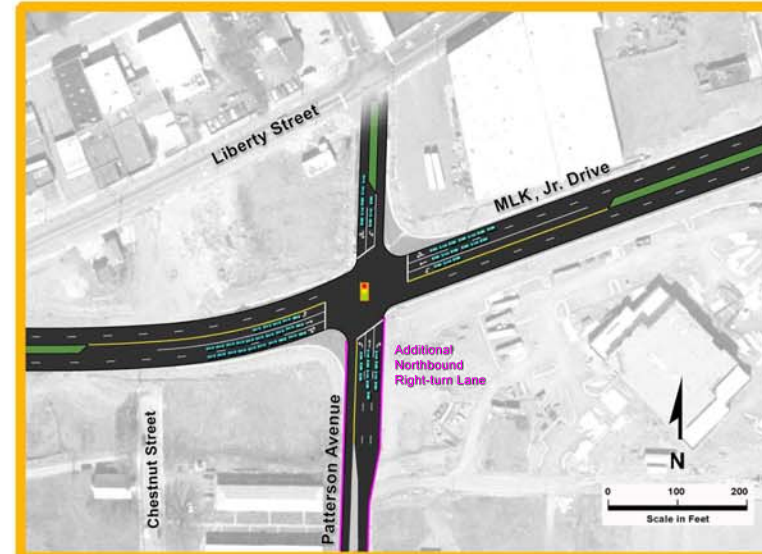 Liberty Street
MLK, Jr. Drive
Additional
Northbound
Right-turn Lane
Chestnut Street
Patterson Avenue
N
0 100 200
Scale in Feet